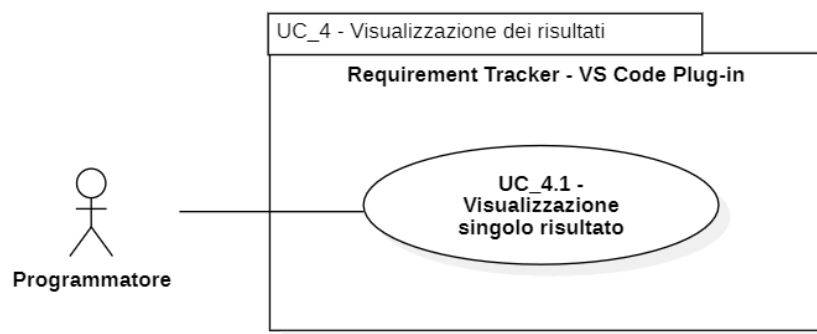 UC_4 - Visualizzazione dei risultati
Requirement Tracker - VS Code Plug-in
UC_4.1 -
Visualizzazione
singolo risultato
Programmatore